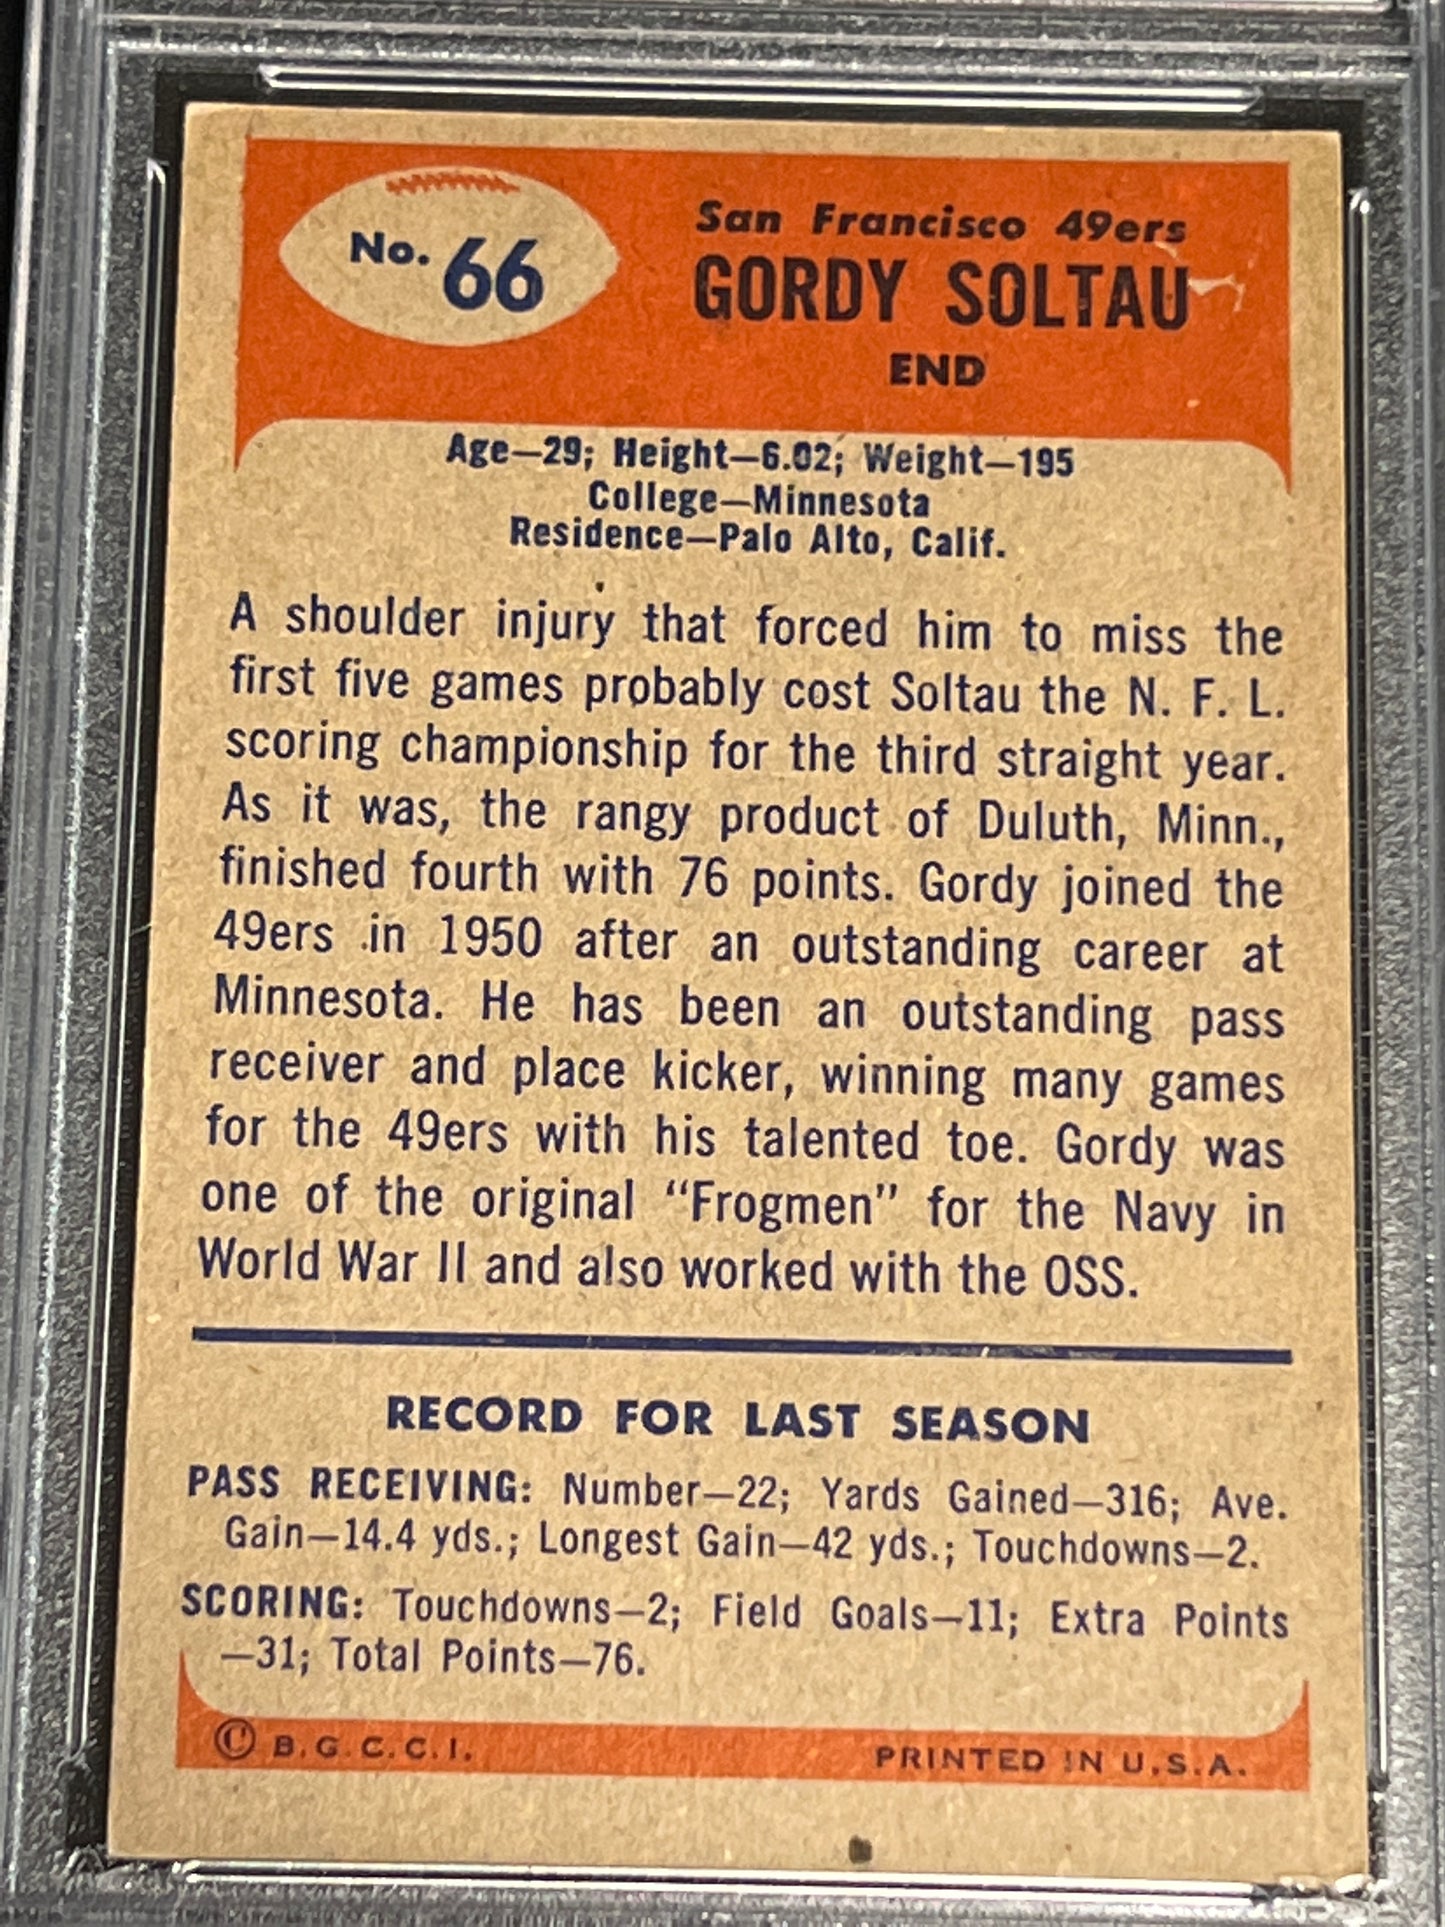 No. 66
San Francisco 49ers
GORDY SOLTAU
END
Age—29; Height—6.02; Weight—195
College—Minnesota
Residence—Palo Alto, Calif.
A shoulder injury that forced him to miss the
first five games probably cost Soltau the N. F. L.
scoring championship for the third straight year.
As it was, the rangy product of Duluth, Minn.,
finished fourth with 76 points. Gordy joined the
49ers in 1950 after an outstanding career at
Minnesota. He has been an outstanding pass
receiver and place kicker, winning many games
for the 49ers with his talented toe. Gordy was
one of the original "Frogmen" for the Navy in
World War II and also worked with the OSS.
RECORD FOR LAST SEASON
PASS RECEIVING: Number—22; Yards Gained—316; Ave.
Gain—14.4 yds.; Longest Gain—42 yds.; Touchdowns—2.
SCORING: Touchdowns—2; Field Goals—11; Extra Points
—31; Total Points—76.
© B.G.C.C.I.
PRINTED IN U.S.A.